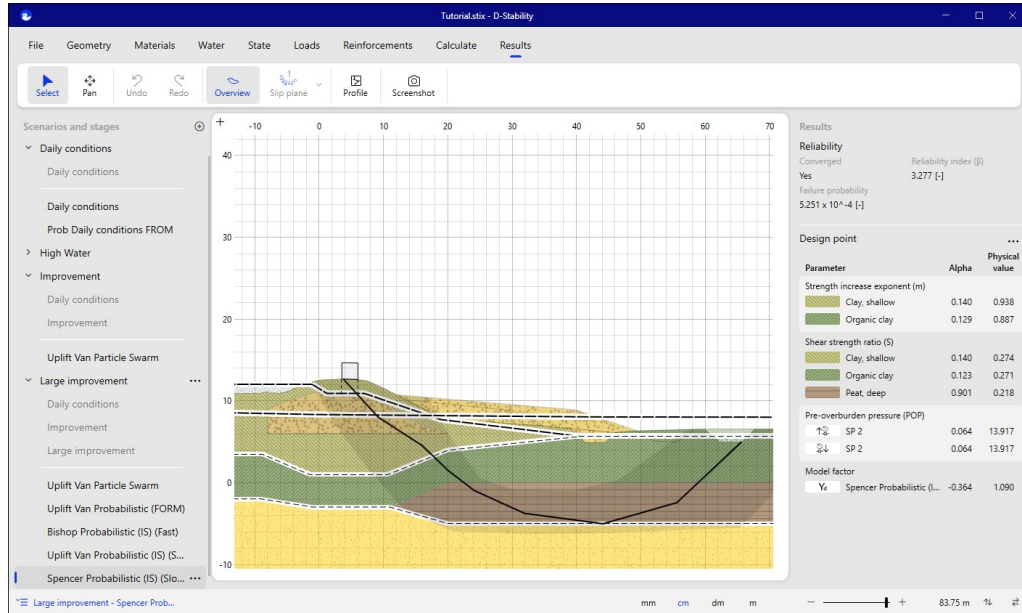 Tutorial.stix - D-Stability
File Geometry Materials Water State Loads Reinforcements Calculate Results
Select Pan Undo Redo Overview Slip plane Profile Screenshot
Scenarios and stages
Daily conditions
Daily conditions
Daily conditions
Prob Daily conditions FROM
High Water
Improvement
Daily conditions
Improvement
Uplift Van Particle Swarm
Large improvement
Daily conditions
Improvement
Large improvement
Uplift Van Particle Swarm
Uplift Van Probabilistic (FORM)
Bishop Probabilistic (IS) (Fast)
Uplift Van Probabilistic (IS) (S...
Spencer Probabilistic (IS) (Slo...
-10 0 10 20 30 40 50 60 70
40
30
20
10
0
-10
Results
Reliability
Converged Reliability index (β)
Yes 3.277 [-]
Failure probability
5.251 x 10^-4 [-]
Design point
Physical
Parameter Alpha value
Strength increase exponent (m)
Clay, shallow 0.140 0.938
Organic clay 0.129 0.887
Shear strength ratio (S)
Clay, shallow 0.140 0.274
Organic clay 0.123 0.271
Peat, deep 0.901 0.218
Pre-overburden pressure (POP)
SP 2 0.064 13.917
SP 2 0.064 13.917
Model factor
Spencer Probabilistic (I... -0.364 1.090
Large improvement - Spencer Prob...
mm cm dm m
83.75 m